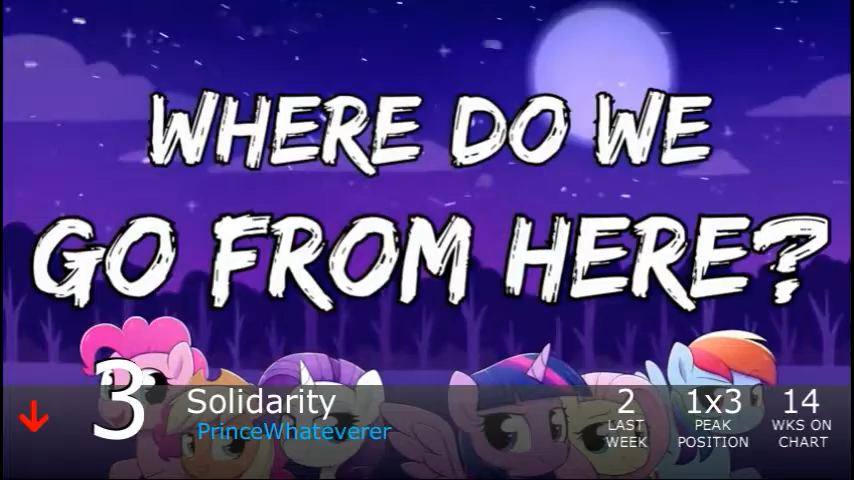 WHERE DO WE
GO FROM HERE?
3
Solidarity
PrinceWhateverer
2
LAST
WEEK
1x3
PEAK
POSITION
14
WKS ON
CHART